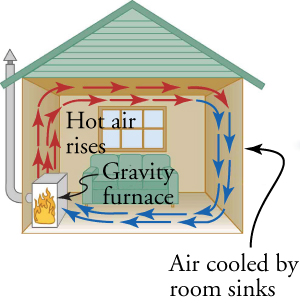 Hot air
rises
Gravity
furnace
Air cooled by
room sinks